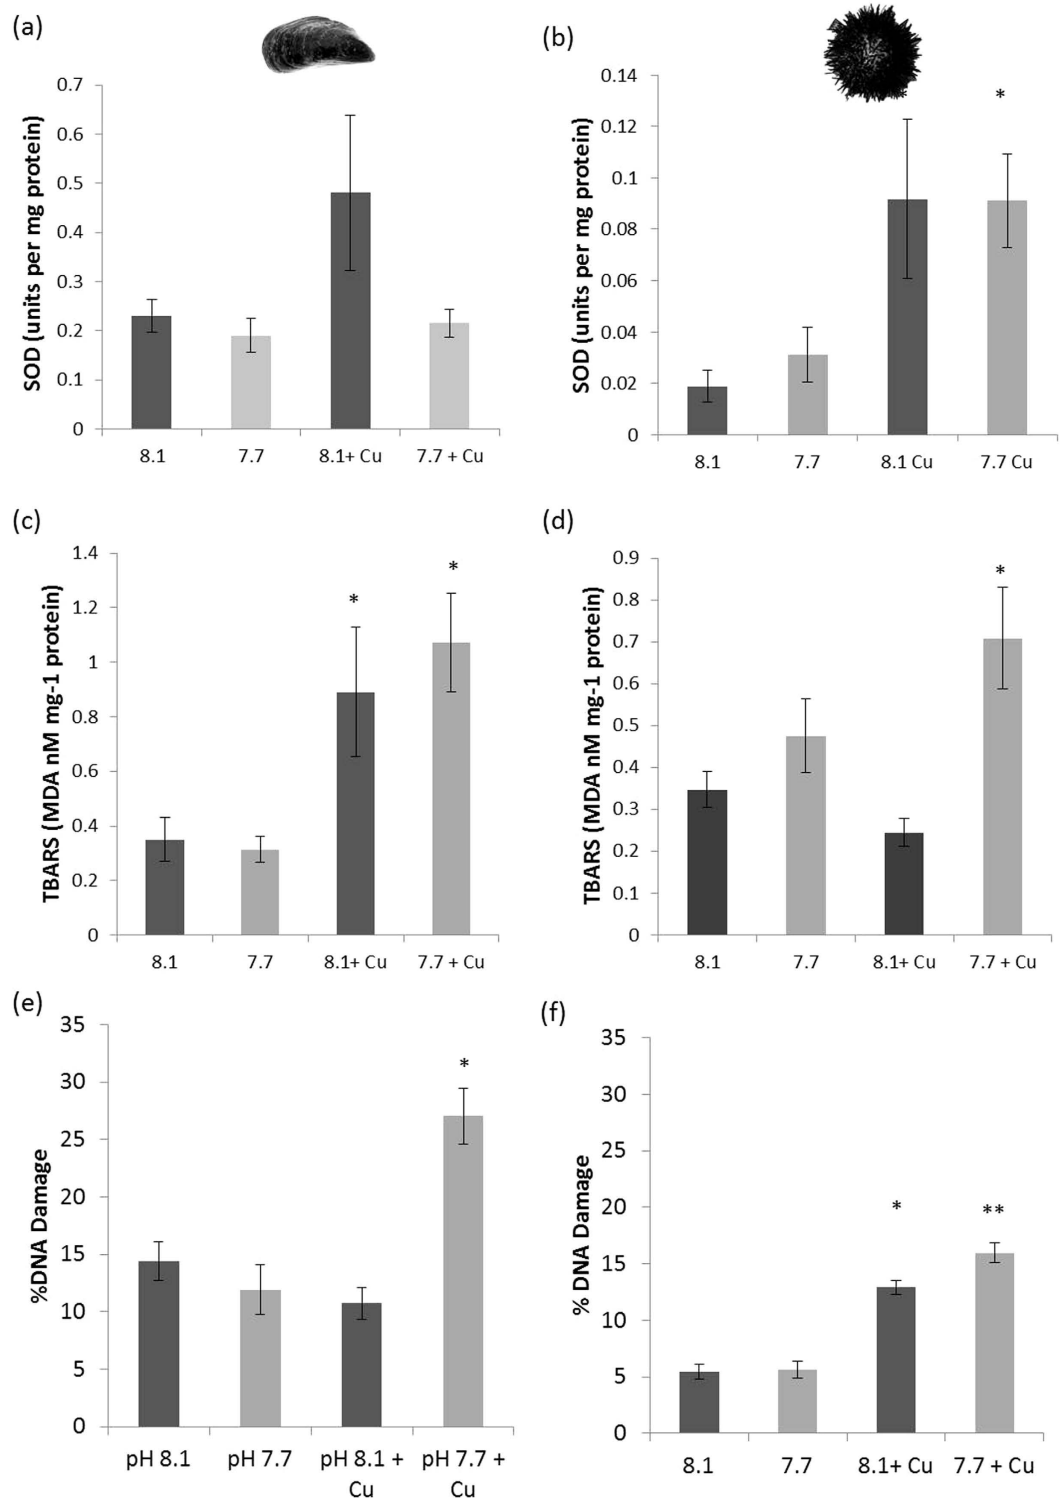 (a)
SOD (units per mg protein)
0.7
0.6
0.5
0.4
0.3
0.2
0.1
0
8.1 7.7 8.1+ Cu 7.7 + Cu
(b)
SOD (units per mg protein)
0.14
0.12
0.1
0.08
0.06
0.04
0.02
0
*
8.1 7.7 8.1 Cu 7.7 Cu
(c)
TBARS (MDA nM mg-1 protein)
1.4
1.2
1
0.8
0.6
0.4
0.2
0
* *
8.1 7.7 8.1+ Cu 7.7 + Cu
(d)
TBARS (MDA nM mg-1 protein)
0.9
0.8
0.7
0.6
0.5
0.4
0.3
0.2
0.1
0
*
8.1 7.7 8.1+ Cu 7.7 + Cu
(e)
%DNA Damage
35
30
25
20
15
10
5
0
*
pH 8.1 pH 7.7 pH 8.1 + pH 7.7 +
Cu Cu
(f)
% DNA Damage
35
30
25
20
15
10
5
0
* **
8.1 7.7 8.1+ Cu 7.7 + Cu